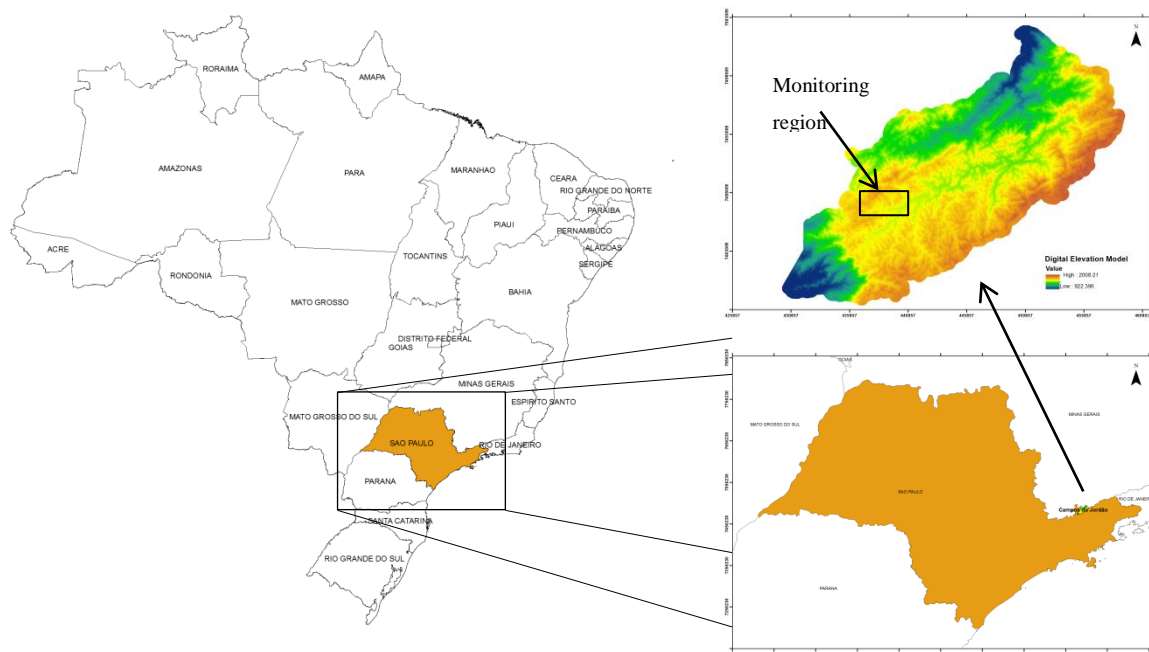 RORAIMA
AMAPA
AMAZONAS
PARA
MARANHAO
CEARA
RIO GRANDE DO NORTE
PARAIBA
PIAUI
PERNAMBUCO
ACRE
ALAGOAS
SERGIPE
RONDONIA
TOCANTINS
BAHIA
MATO GROSSO
DISTRITO FEDERAL
GOIAS
MINAS GERAIS
ESPIRITO SANTO
MATO GROSSO DO SUL
SAO PAULO
RIO DE JANEIRO
PARANA
SANTA CATARINA
RIO GRANDE DO SUL
Monitoring
region
N
Digital Elevation Model
Value
High : 2008.21
Low : 922.396
N
GOIAS
MINAS GERAIS
MATO GROSSO DO SUL
SAO PAULO
RIO DE JANEIR
Campos do Jordão
PARANA